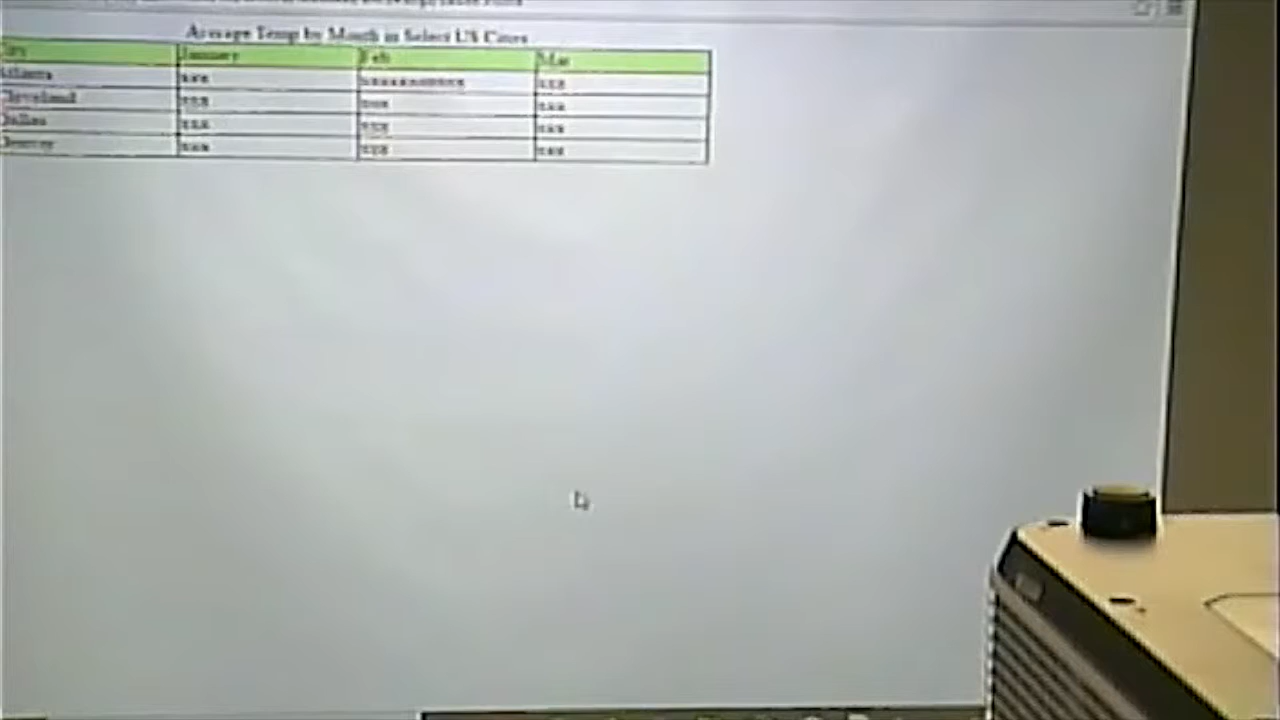 Average Temp by Month in Select US Cities
City January Feb Mar
Atlanta xxx xxx
Cleveland xxx xxx xxx
Dallas xxx xxx xxx
Denver xxx xxx xxx